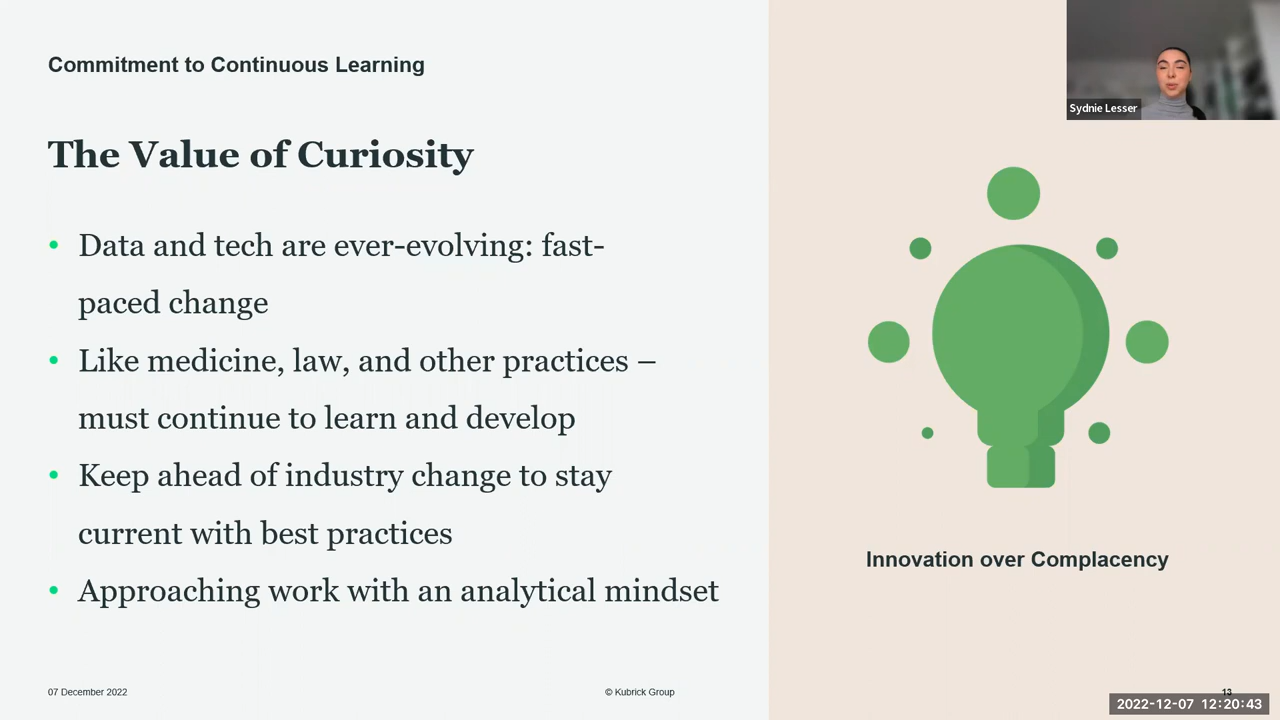 Commitment to Continuous Learning
Sydnie Lesser
The Value of Curiosity
• Data and tech are ever-evolving: fast-
paced change
• Like medicine, law, and other practices –
must continue to learn and develop
• Keep ahead of industry change to stay
current with best practices
• Approaching work with an analytical mindset
Innovation over Complacency
07 December 2022
© Kubrick Group
13
2022-12-07 12:20:43